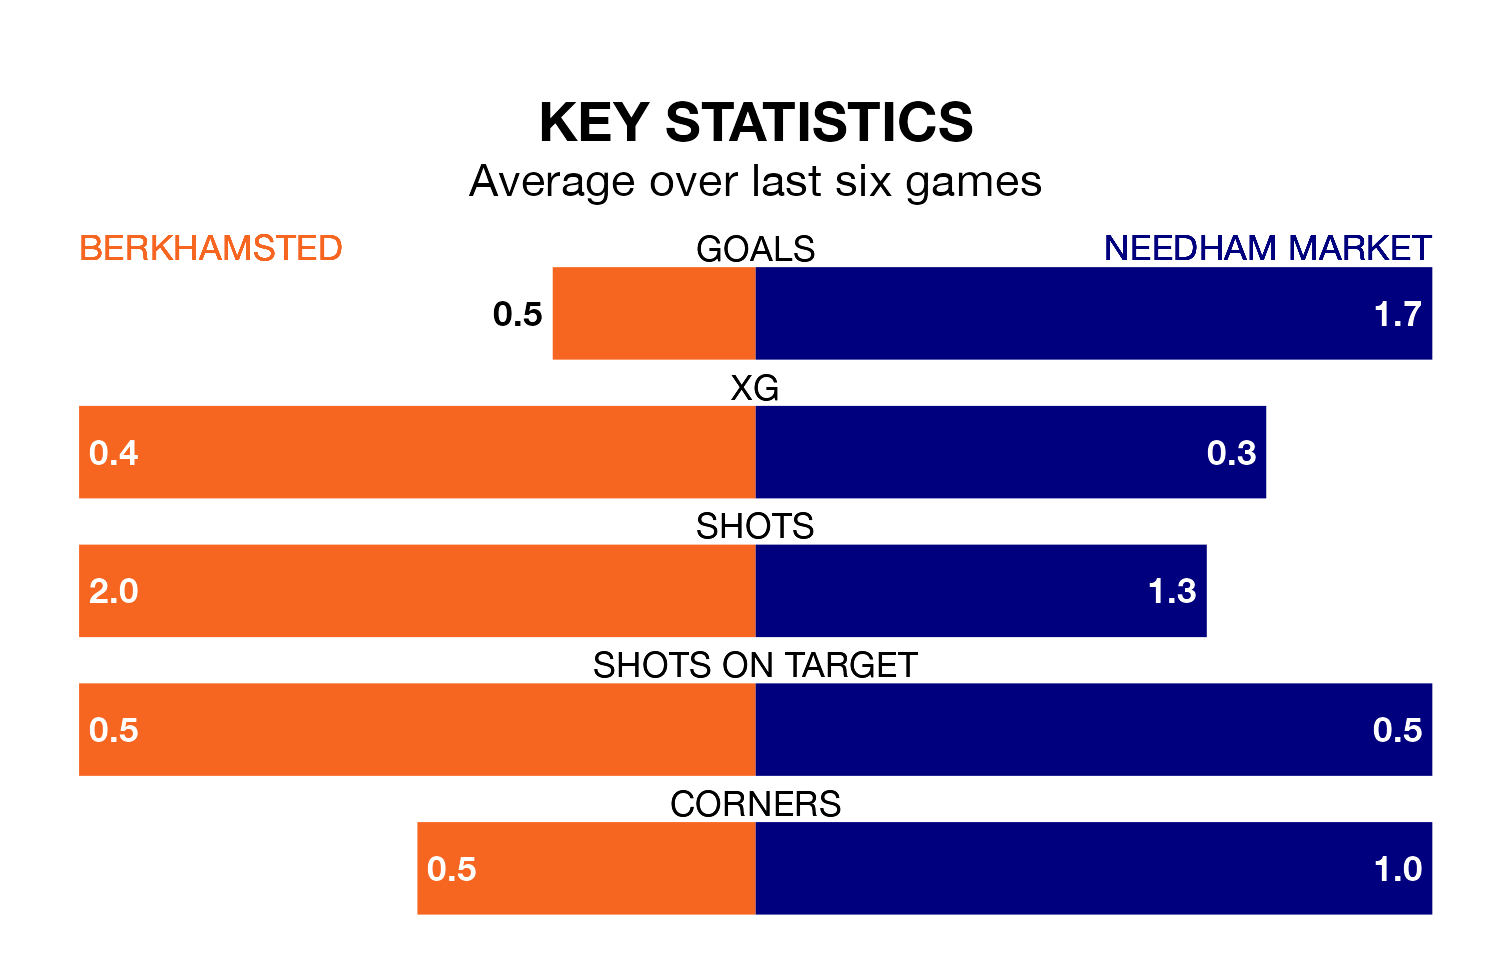 KEY STATISTICS
Average over last six games
BERKHAMSTED GOALS NEEDHAM MARKET
0.5 1.7
XG
0.4 0.3
SHOTS
2.0 1.3
SHOTS ON TARGET
0.5 0.5
CORNERS
0.5 1.0